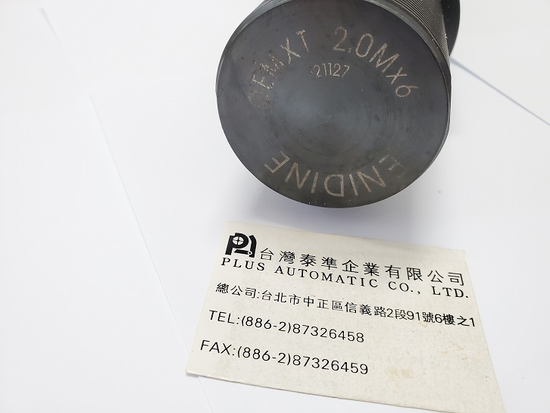 OEMXT 2.0Mx6
21127
ENIDINE
台灣泰準企業有限公司
PLUS AUTOMATIC CO., LTD.
總公司:台北市中正區信義路2段91號6樓之1
TEL:(886-2)87326458
FAX:(886-2)87326459